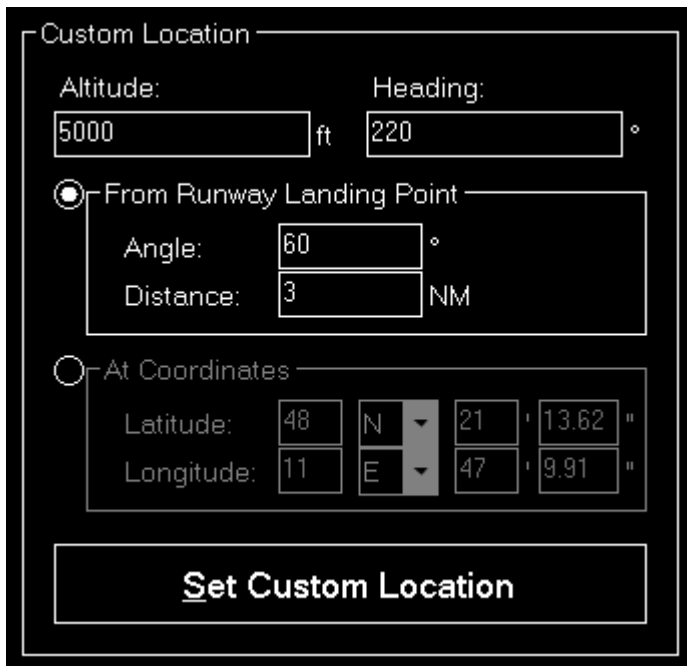 Custom Location
Altitude: Heading:
5000 ft 220 °
From Runway Landing Point
Angle: 60 °
Distance: 3 NM
At Coordinates
Latitude: 48 N 21 ' 13.62 "
Longitude: 11 E 47 ' 9.91 "
Set Custom Location